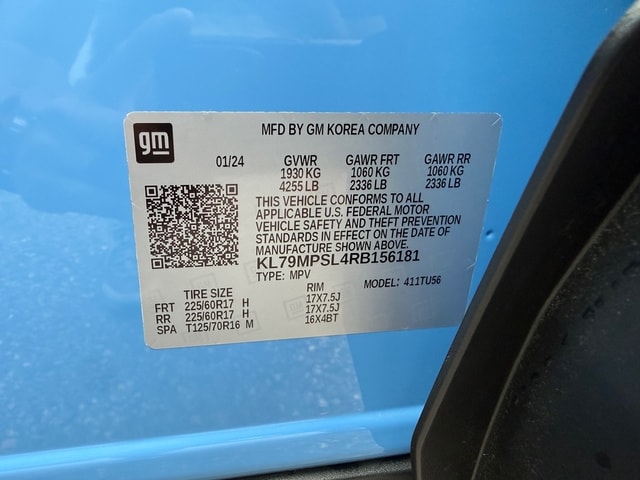 gm
MFD BY GM KOREA COMPANY
01/24 GVWR GAWR FRT GAWR RR
1930 KG 1060 KG 1060 KG
4255 LB 2336 LB 2336 LB
THIS VEHICLE CONFORMS TO ALL
APPLICABLE U.S. FEDERAL MOTOR
VEHICLE SAFETY AND THEFT PREVENTION
STANDARDS IN EFFECT ON THE DATE OF
MANUFACTURE SHOWN ABOVE.
KL79MPSL4RB156181
TYPE: MPV
MODEL: 411TU56
TIRE SIZE RIM
FRT 225/60R17 H 17X7.5J
RR 225/60R17 H 17X7.5J
SPA T125/70R16 M 16X4BT